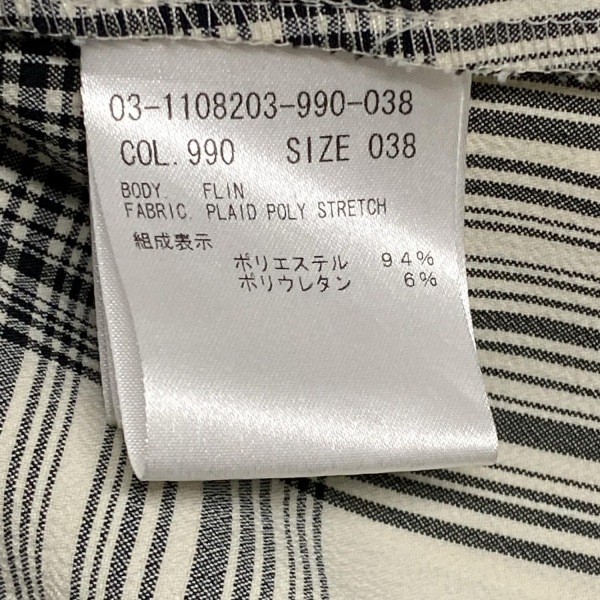 03-1108203-990-038
COL. 990 SIZE 038
BODY. FLIN
FABRIC. PLAID POLY STRETCH
組成表示
ポリエステル 94%
ポリウレタン 6%